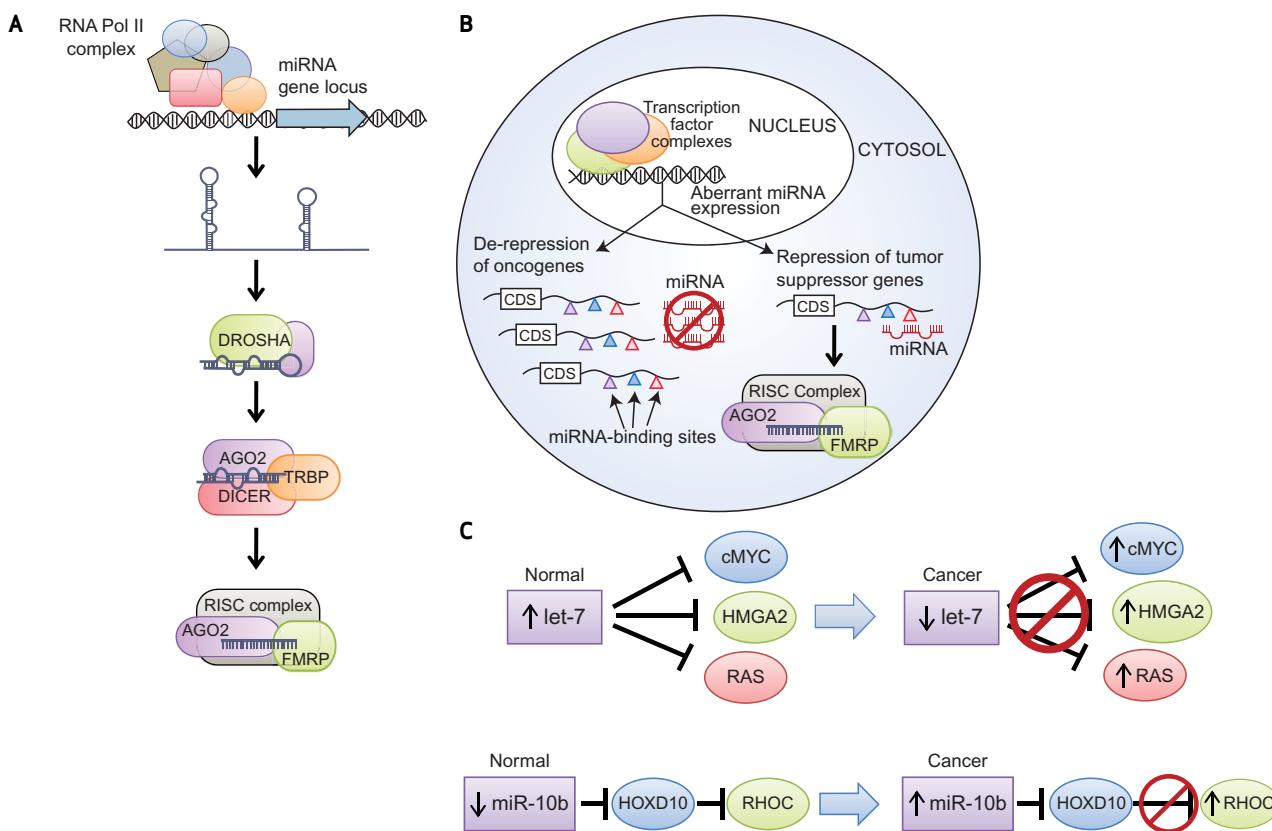 A
RNA Pol II
complex
miRNA
gene locus
DROSHA
AGO2
TRBP
DICER
RISC complex
AGO2
FMRP
B
Transcription
factor
complexes
NUCLEUS
CYTOSOL
Aberrant miRNA
expression
De-repression
of oncogenes
miRNA
CDS
CDS
CDS
miRNA-binding sites
Repression of tumor
suppressor genes
CDS
miRNA
RISC Complex
AGO2
FMRP
C
Normal
↑ let-7
cMYC
HMGA2
RAS
Cancer
↓ let-7
↑ cMYC
↑ HMGA2
↑ RAS
Normal
↓ miR-10b
HOXD10
RHOC
Cancer
↑ miR-10b
HOXD10
↑ RHOC